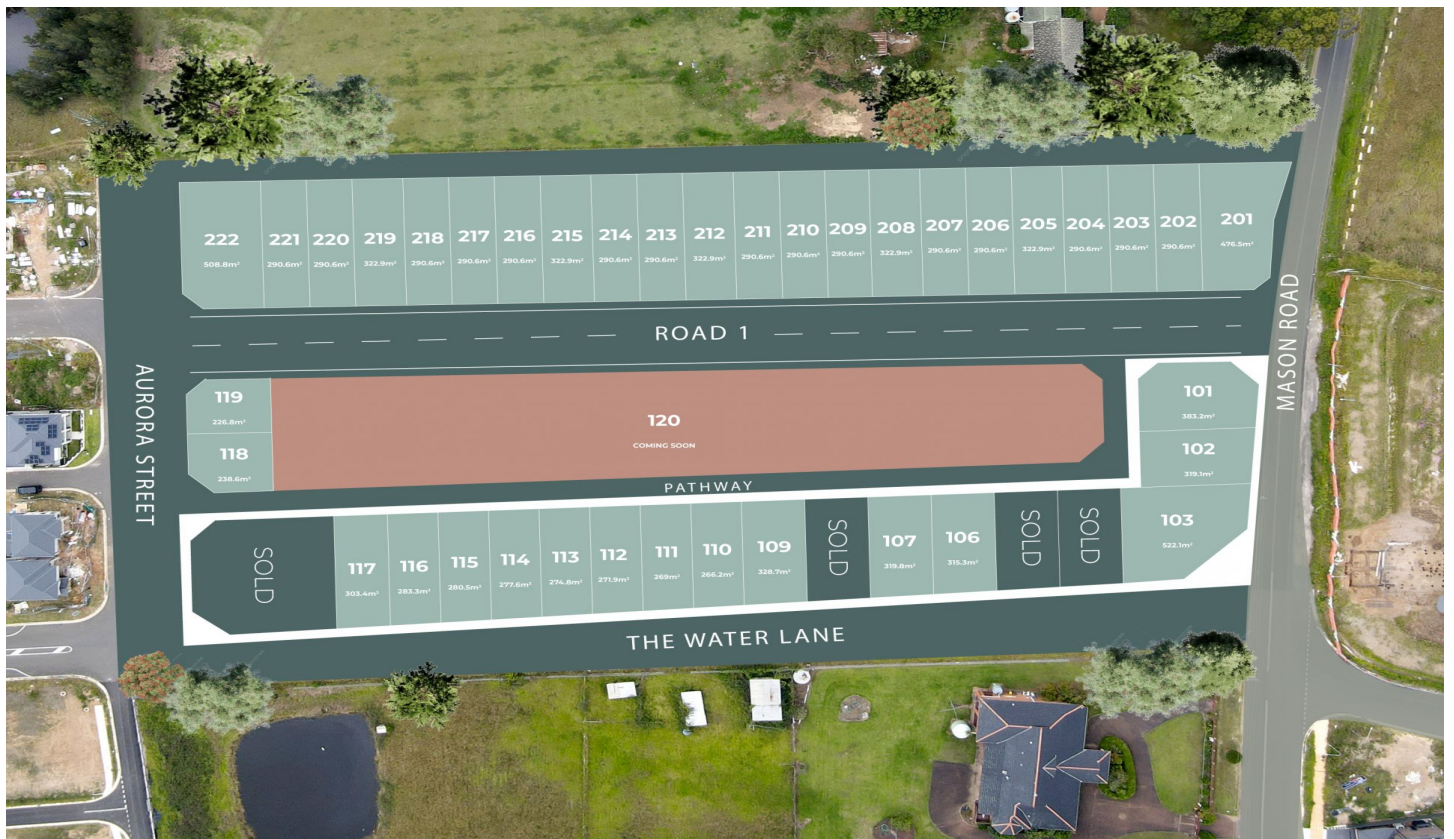 222
508.8m²
221
290.6m²
220
290.6m²
219
322.9m²
218
290.6m²
217
290.6m²
216
290.6m²
215
322.9m²
214
290.6m²
213
290.6m²
212
322.9m²
211
290.6m²
210
290.6m²
209
290.6m²
208
322.9m²
207
290.6m²
206
290.6m²
205
322.9m²
204
290.6m²
203
290.6m²
202
290.6m²
201
476.5m²
ROAD 1
MASON ROAD
AURORA STREET
119
226.8m²
118
238.6m²
120
COMING SOON
101
383.2m²
102
319.1m²
PATHWAY
SOLD
117
303.4m²
116
283.3m²
115
280.5m²
114
277.6m²
113
274.8m²
112
271.9m²
111
269m²
110
266.2m²
109
328.7m²
SOLD
107
319.8m²
106
315.3m²
SOLD
SOLD
103
522.1m²
THE WATER LANE